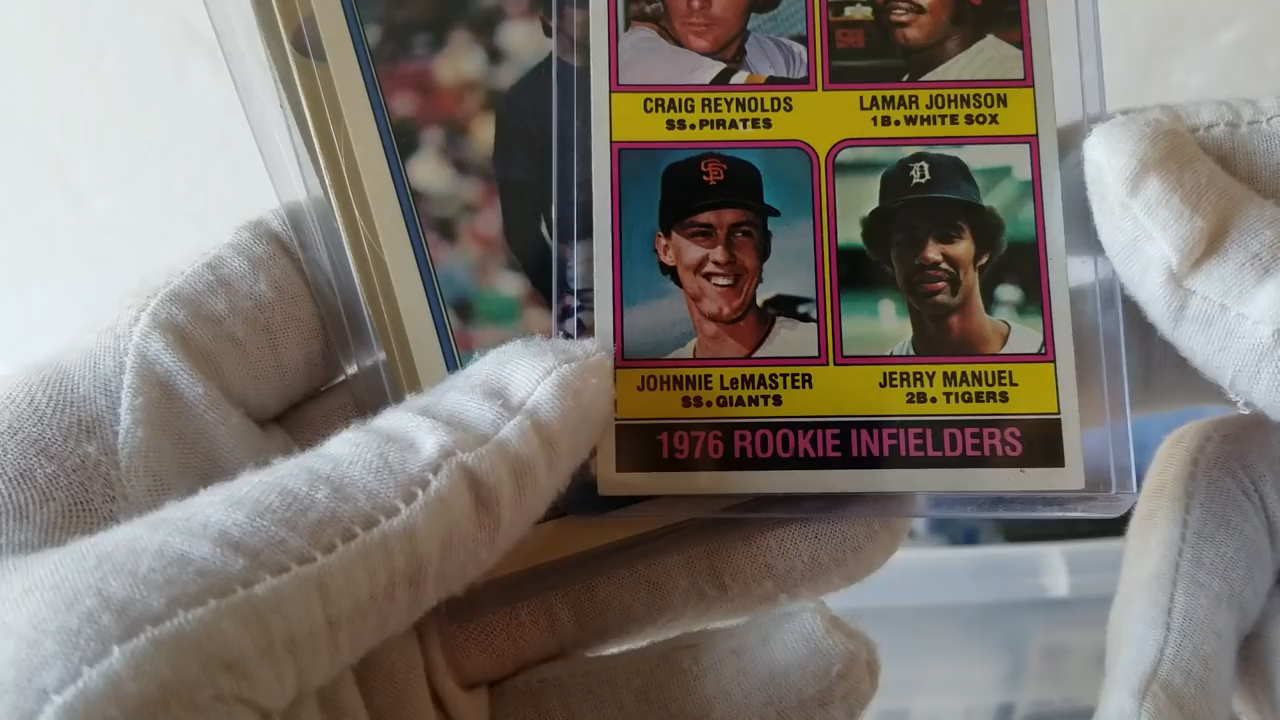 CRAIG REYNOLDS
SS. PIRATES
LAMAR JOHNSON
1B. WHITE SOX
SF
D
JOHNNIE LeMASTER
SS. GIANTS
JERRY MANUEL
2B. TIGERS
1976 ROOKIE INFIELDERS